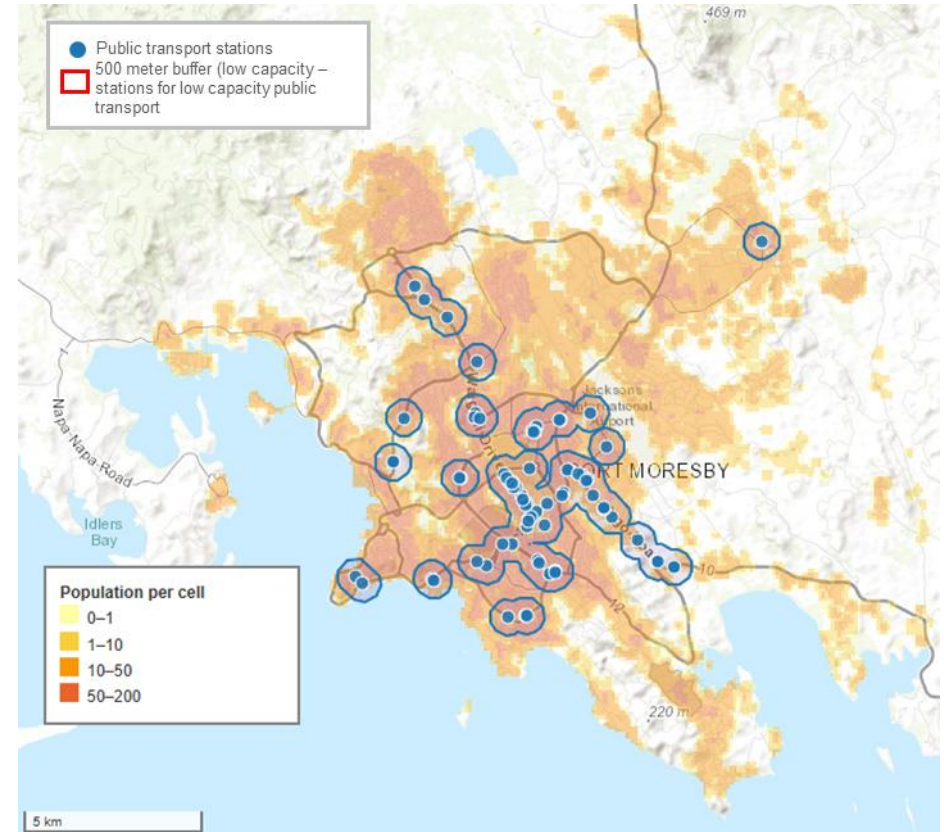 469 m
Public transport stations
500 meter buffer (low capacity –
stations for low capacity public
transport
Jacksons
International
Airport
PORT MORESBY
Napa Napa Road
Idlers
Bay
10
12
220 m
Population per cell
0–1
1–10
10–50
50–200
5 km